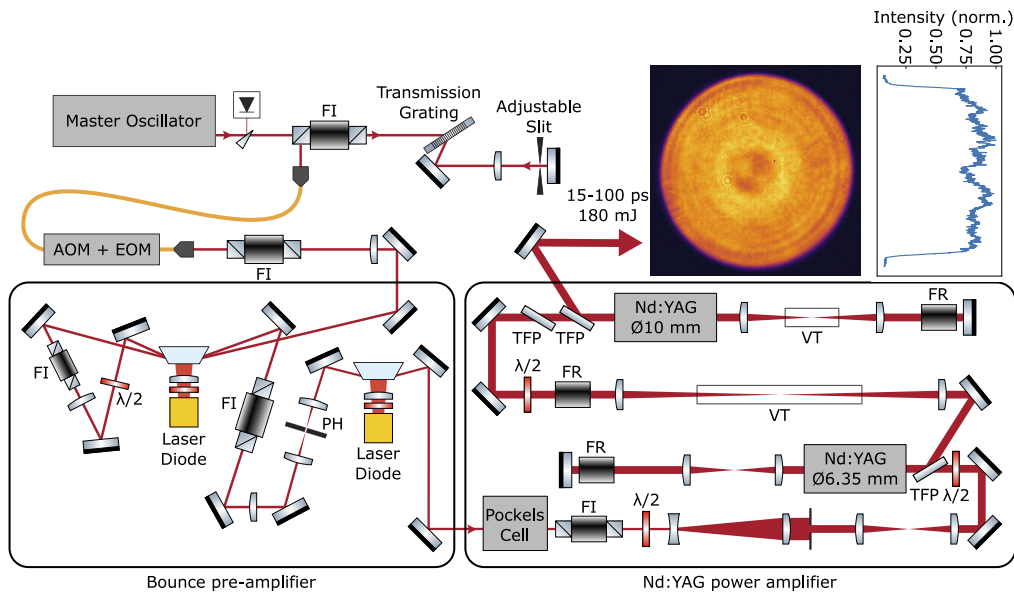 Intensity (norm.)
0.25
0.50
0.75
1.00
Master Oscillator
FI
Transmission
Grating
Adjustable
Slit
15-100 ps
180 mJ
AOM + EOM
FI
FI
λ/2
Laser
Diode
FI
PH
Laser
Diode
Bounce pre-amplifier
TFP
TFP
Nd:YAG
Ø10 mm
VT
FR
λ/2
FR
VT
FR
Nd:YAG
Ø6.35 mm
TFP
λ/2
Pockels
Cell
FI
λ/2
Nd:YAG power amplifier